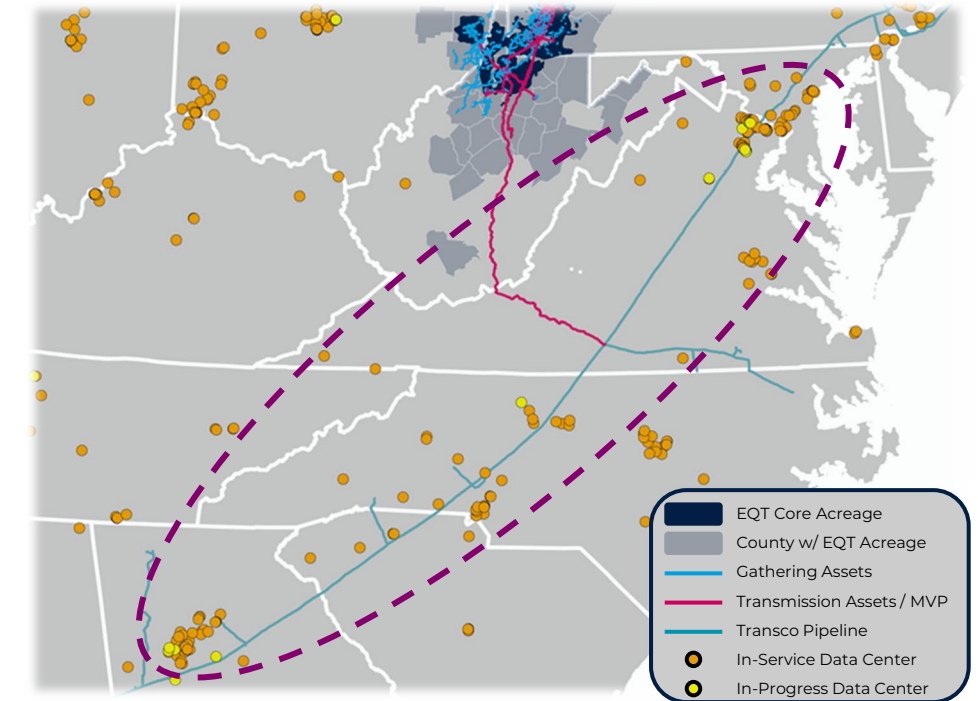 EQT Core Acreage
County w/ EQT Acreage
Gathering Assets
Transmission Assets / MVP
Transco Pipeline
In-Service Data Center
In-Progress Data Center